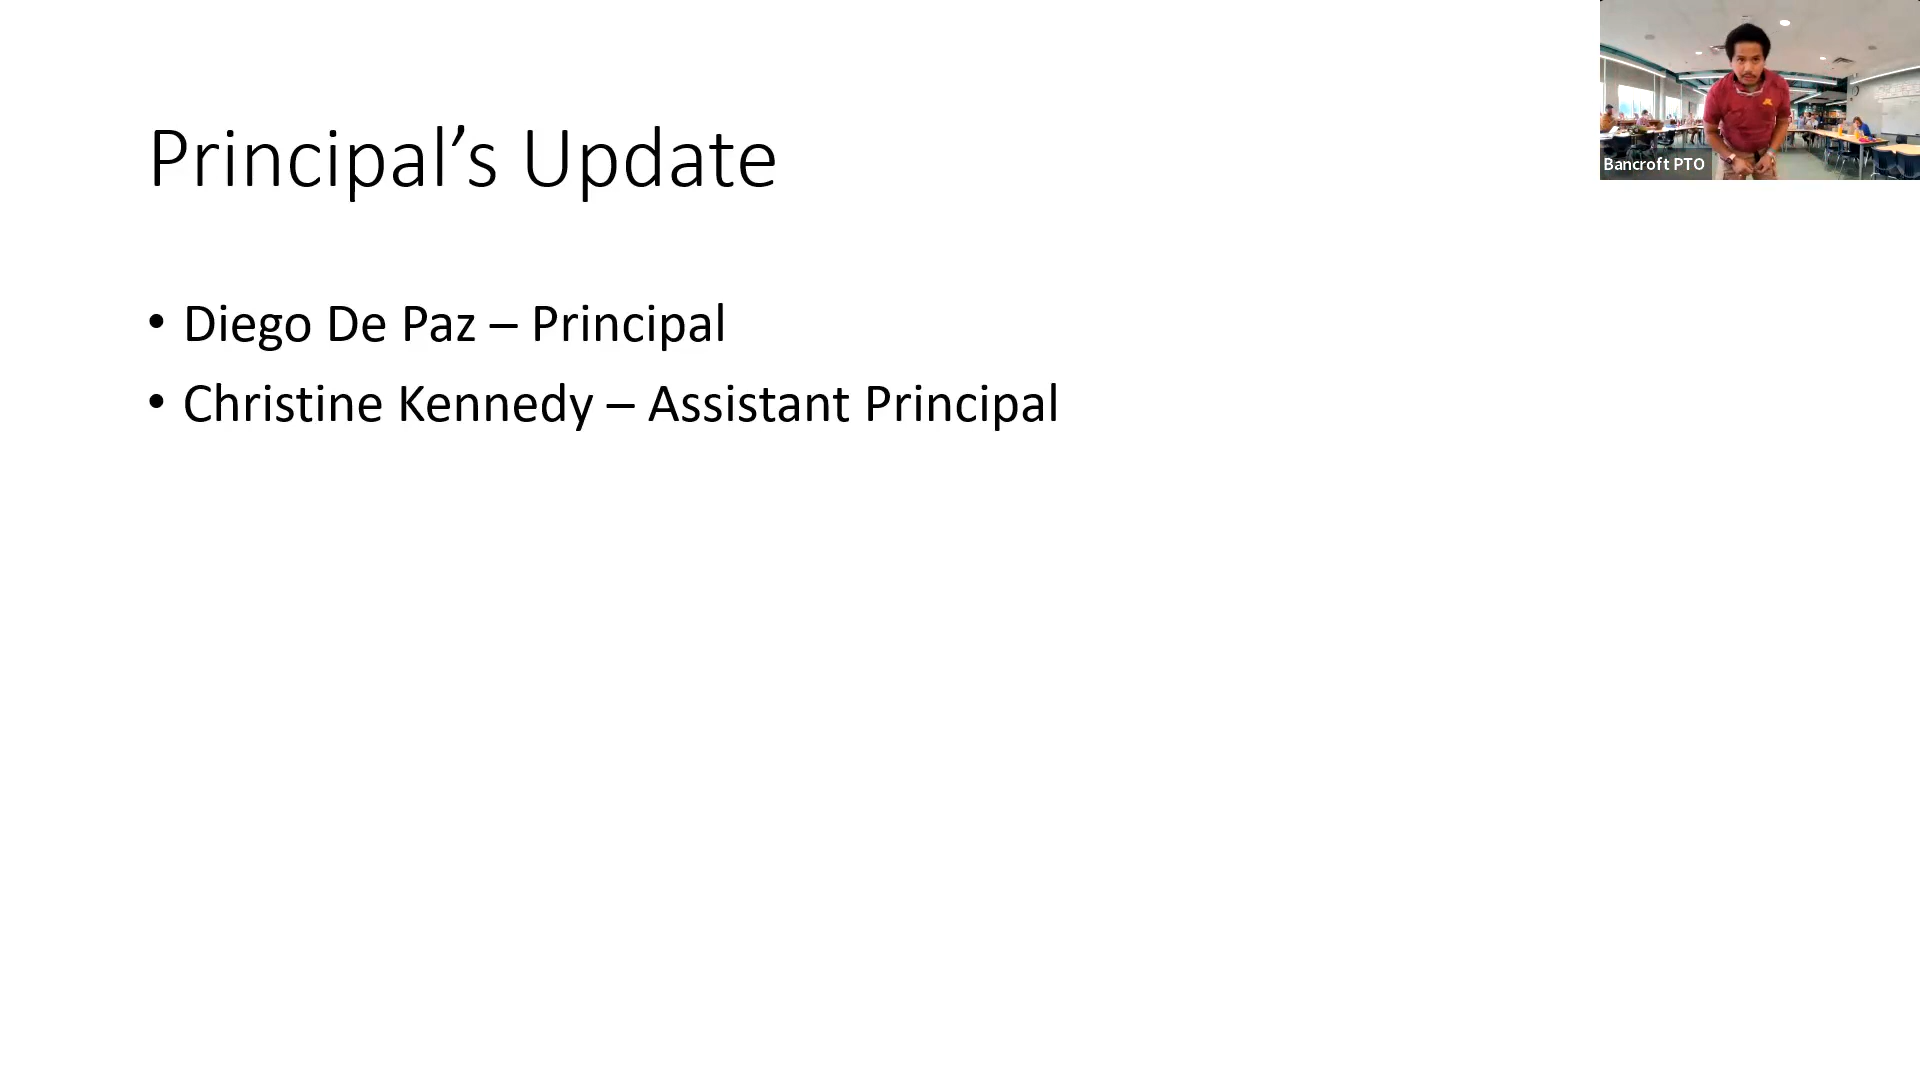 Principal’s Update
• Diego De Paz – Principal
• Christine Kennedy – Assistant Principal
Bancroft PTO